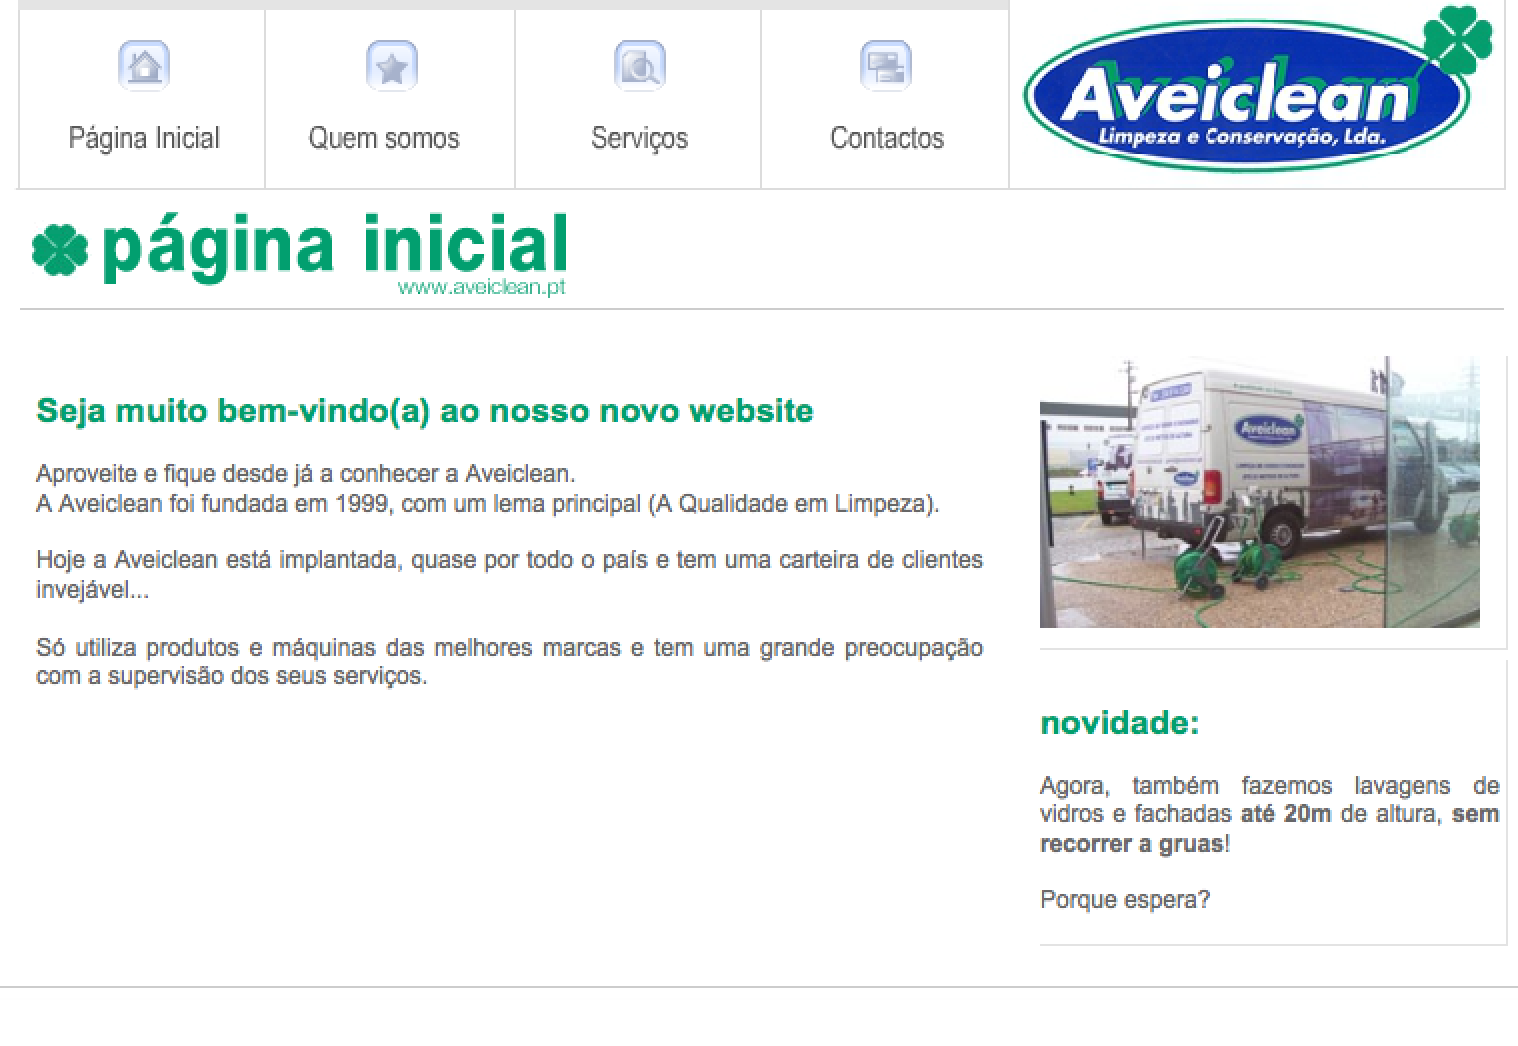 Página Inicial
Quem somos
Serviços
Contactos
Aveiclean
Limpeza e Conservação, Lda.
página inicial
www.aveiclean.pt
Seja muito bem-vindo(a) ao nosso novo website
Aproveite e fique desde já a conhecer a Aveiclean.
A Aveiclean foi fundada em 1999, com um lema principal (A Qualidade em Limpeza).
Hoje a Aveiclean está implantada, quase por todo o país e tem uma carteira de clientes
invejável...
Só utiliza produtos e máquinas das melhores marcas e tem uma grande preocupação
com a supervisão dos seus serviços.
Aveiclean
novidade:
Agora, também fazemos lavagens de
vidros e fachadas até 20m de altura, sem
recorrer a gruas!
Porque espera?